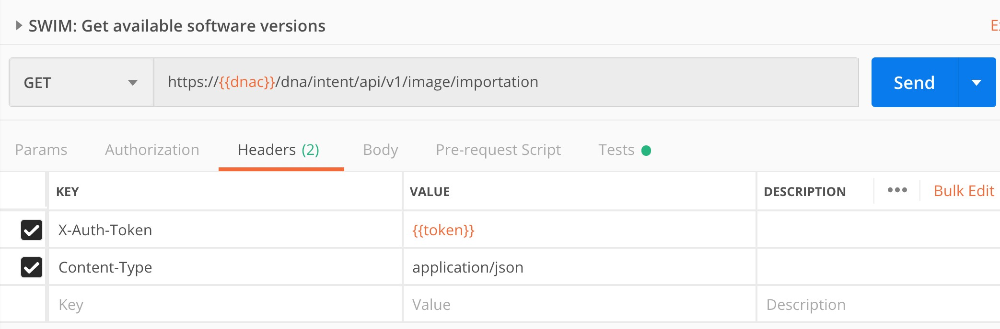 SWIM: Get available software versions
Ex
GET https://{{dnac}}/dna/intent/api/v1/image/importation Send
Params Authorization Headers (2) Body Pre-request Script Tests
KEY VALUE DESCRIPTION ••• Bulk Edit
X-Auth-Token {{token}}
Content-Type application/json
Key Value Description